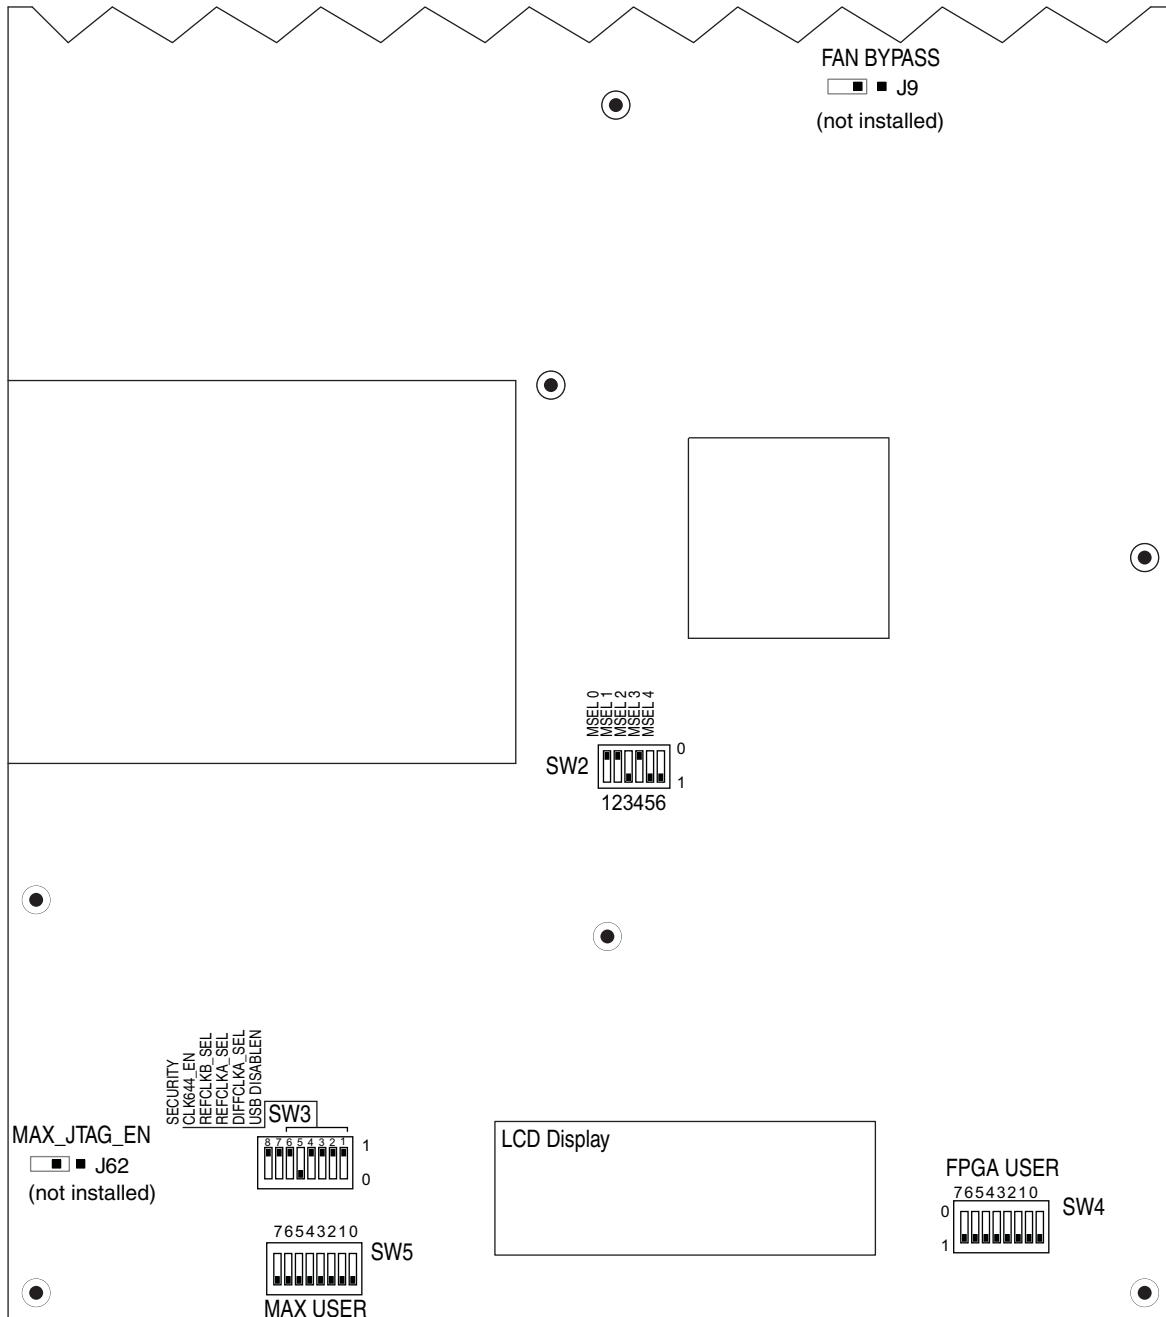 FAN BYPASS
J9
(not installed)
MSEL 0
MSEL 1
MSEL 2
MSEL 3
MSEL 4
SW2
0
1
123456
SECURITY
CLK644_EN
REFCLKB_SEL
REFCLKA_SEL
DIFFCLKA_SEL
USB DISABLEN
SW3
8 7 6 5 4 3 2 1
1
0
MAX_JTAG_EN
J62
(not installed)
LCD Display
FPGA USER
76543210
SW4
0
1
76543210
SW5
MAX USER